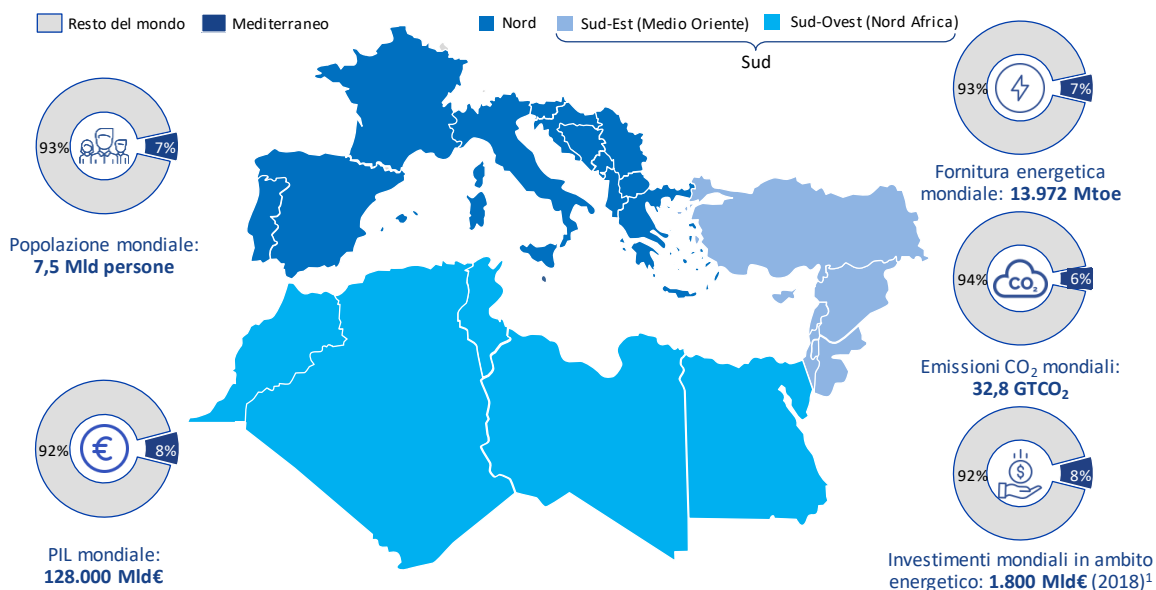 Resto del mondo
Mediterraneo
Nord
Sud-Est (Medio Oriente)
Sud-Ovest (Nord Africa)
Sud
93%
7%
Popolazione mondiale:
7,5 Mld persone
92%
8%
€
PIL mondiale:
128.000 Mld€
93%
7%
Fornitura energetica
mondiale: 13.972 Mtoe
94%
6%
CO₂
Emissioni CO₂ mondiali:
32,8 GTCO₂
92%
8%
$
Investimenti mondiali in ambito
energetico: 1.800 Mld€ (2018)¹